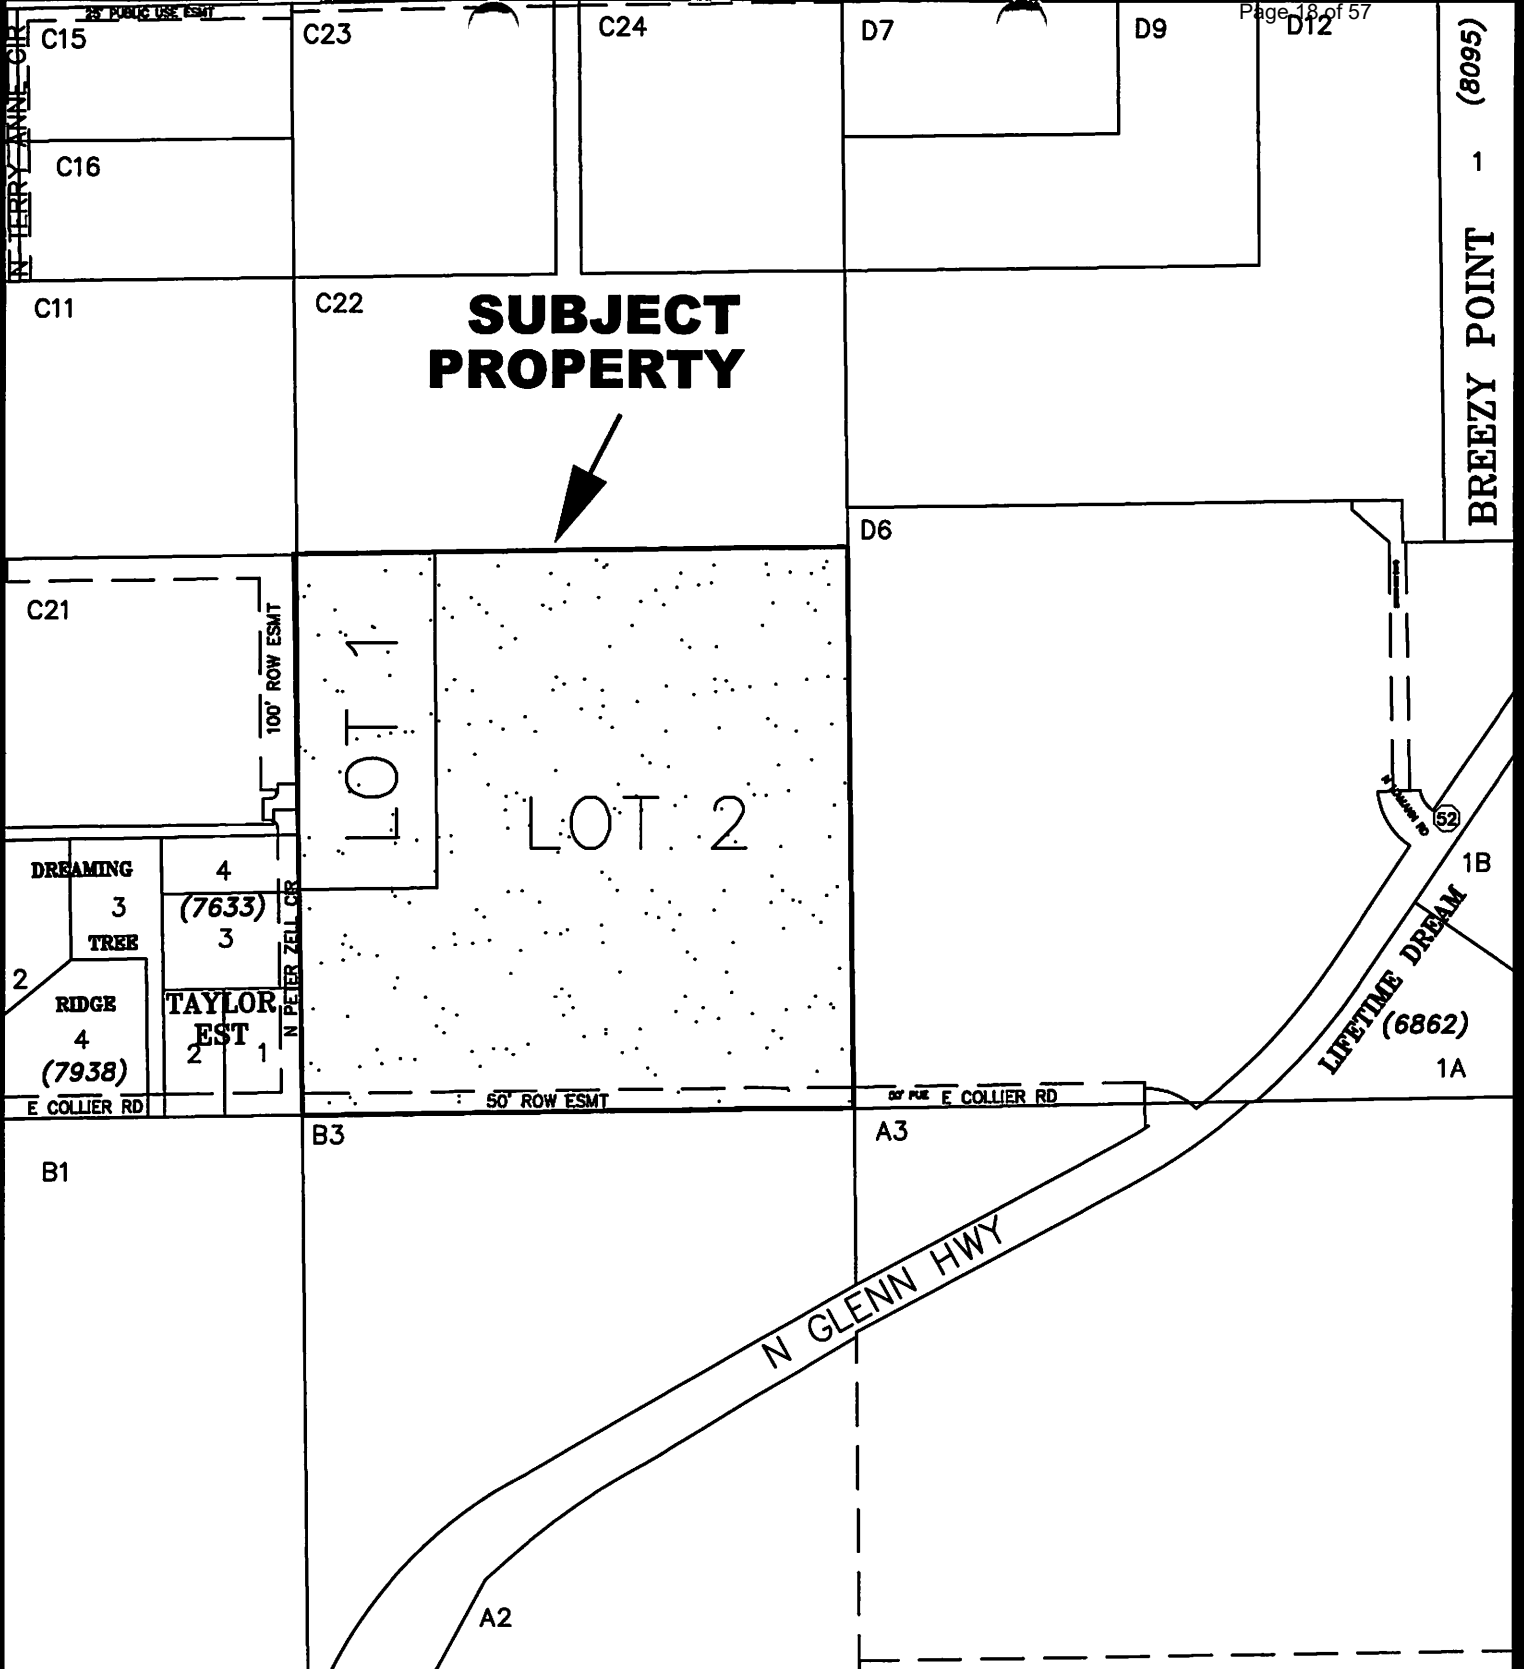 Page 18 of 57
25' PUBLIC USE ESMT
C15
C23
C24
D7
D9
D12
(8095)
N TERRY ANNE CIR
C16
1
BREEZY POINT
C11
C22
SUBJECT
PROPERTY
D6
C21
100' ROW ESMT
LOT 1
LOT 2
52
1B
DREAMING
3
TREE
4
(7633)
3
N PETER ZELL CIR
2
RIDGE
4
(7938)
TAYLOR
EST
2
1
LIFETIME DREAM
(6862)
1A
E COLLIER RD
50' ROW ESMT
50' PUE
E COLLIER RD
B3
A3
B1
N GLENN HWY
A2